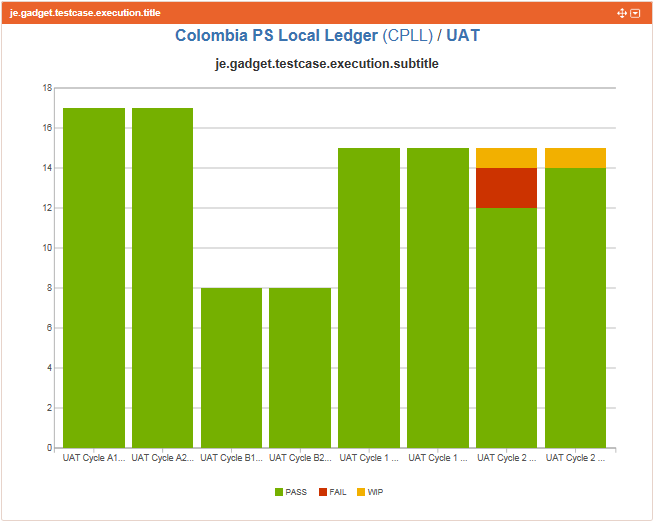 je.gadget.testcase.execution.title
Colombia PS Local Ledger (CPLL) / UAT
je.gadget.testcase.execution.subtitle
18
16
14
12
10
8
6
4
2
0
UAT Cycle A1... UAT Cycle A2... UAT Cycle B1... UAT Cycle B2... UAT Cycle 1 ... UAT Cycle 1 ... UAT Cycle 2 ... UAT Cycle 2 ...
PASS FAIL WIP